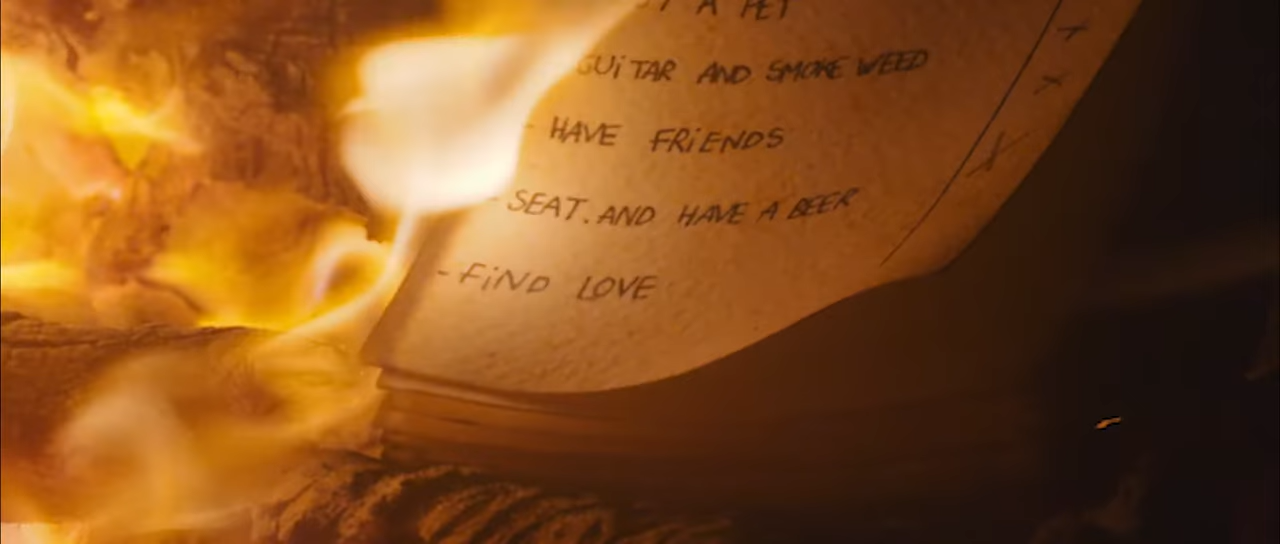 A PET
GUiTAR AND SMOKE WEED
- HAVE FRiENDS
- SEAT. AND HAVE A BEER
- FiND LOVE